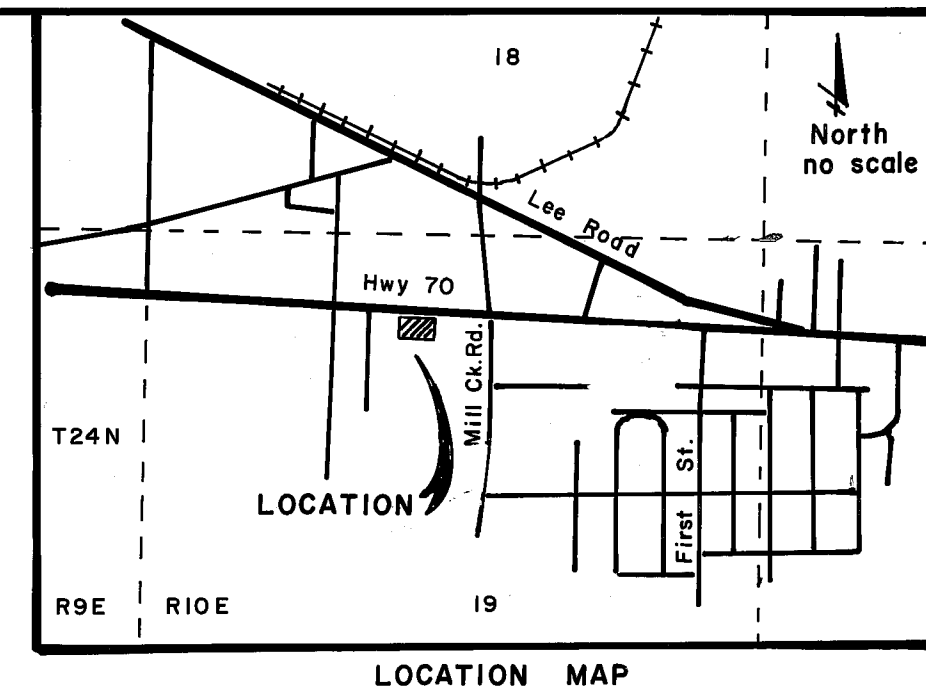 18
North
no scale
Lee Road
Hwy 70
Mill Ck. Rd.
T24N
LOCATION
First St.
R9E
R10E
19
LOCATION MAP